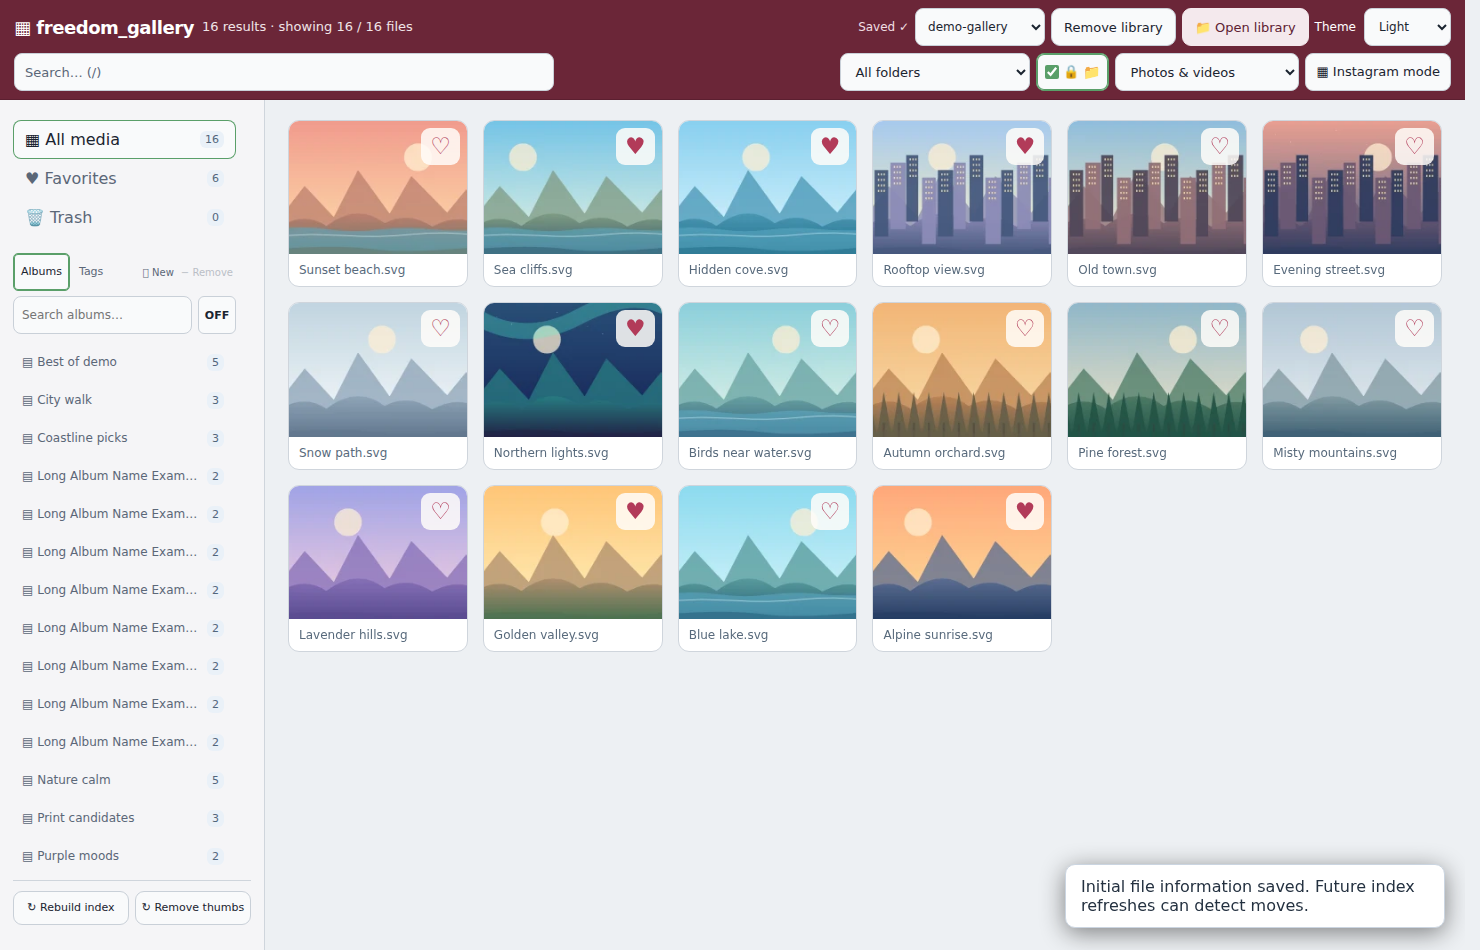 freedom_gallery 16 results · showing 16 / 16 files
Saved ✓ demo-gallery Remove library Open library Theme Light
Search... (/)
All folders Photos & videos Instagram mode
All media 16
Favorites 6
Trash 0
Albums Tags New − Remove
Search albums... OFF
Best of demo 5
City walk 3
Coastline picks 3
Long Album Name Exam... 2
Long Album Name Exam... 2
Long Album Name Exam... 2
Long Album Name Exam... 2
Long Album Name Exam... 2
Long Album Name Exam... 2
Long Album Name Exam... 2
Long Album Name Exam... 2
Nature calm 5
Print candidates 3
Purple moods 2
↻ Rebuild index ↻ Remove thumbs
Sunset beach.svg
Sea cliffs.svg
Hidden cove.svg
Rooftop view.svg
Old town.svg
Evening street.svg
Snow path.svg
Northern lights.svg
Birds near water.svg
Autumn orchard.svg
Pine forest.svg
Misty mountains.svg
Lavender hills.svg
Golden valley.svg
Blue lake.svg
Alpine sunrise.svg
Initial file information saved. Future index
refreshes can detect moves.